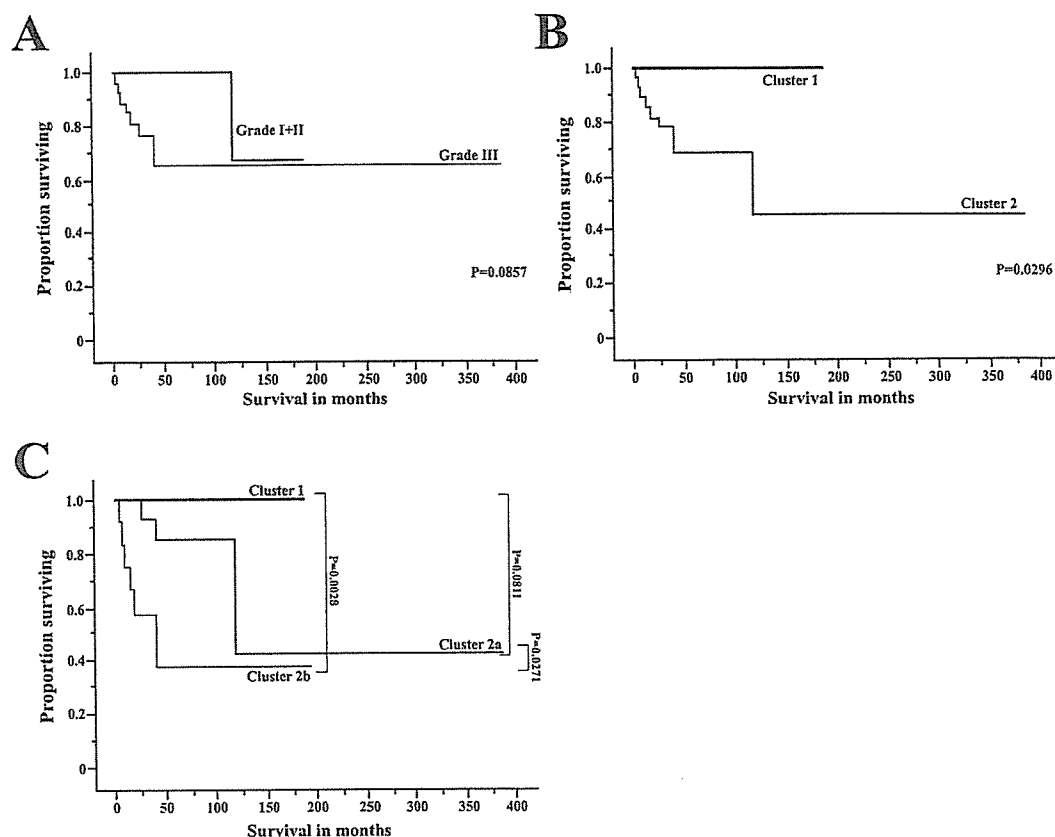 A
Proportion surviving
1.0
0.8
0.6
0.4
0.2
0
Grade I+II
Grade III
P=0.0857
0 50 100 150 200 250 300 350 400
Survival in months
B
Proportion surviving
1.0
0.8
0.6
0.4
0.2
0
Cluster 1
Cluster 2
P=0.0296
0 50 100 150 200 250 300 350 400
Survival in months
C
Proportion surviving
1.0
0.8
0.6
0.4
0.2
0
Cluster 1
Cluster 2a
Cluster 2b
P=0.0028
P=0.0811
P=0.0271
0 50 100 150 200 250 300 350 400
Survival in months